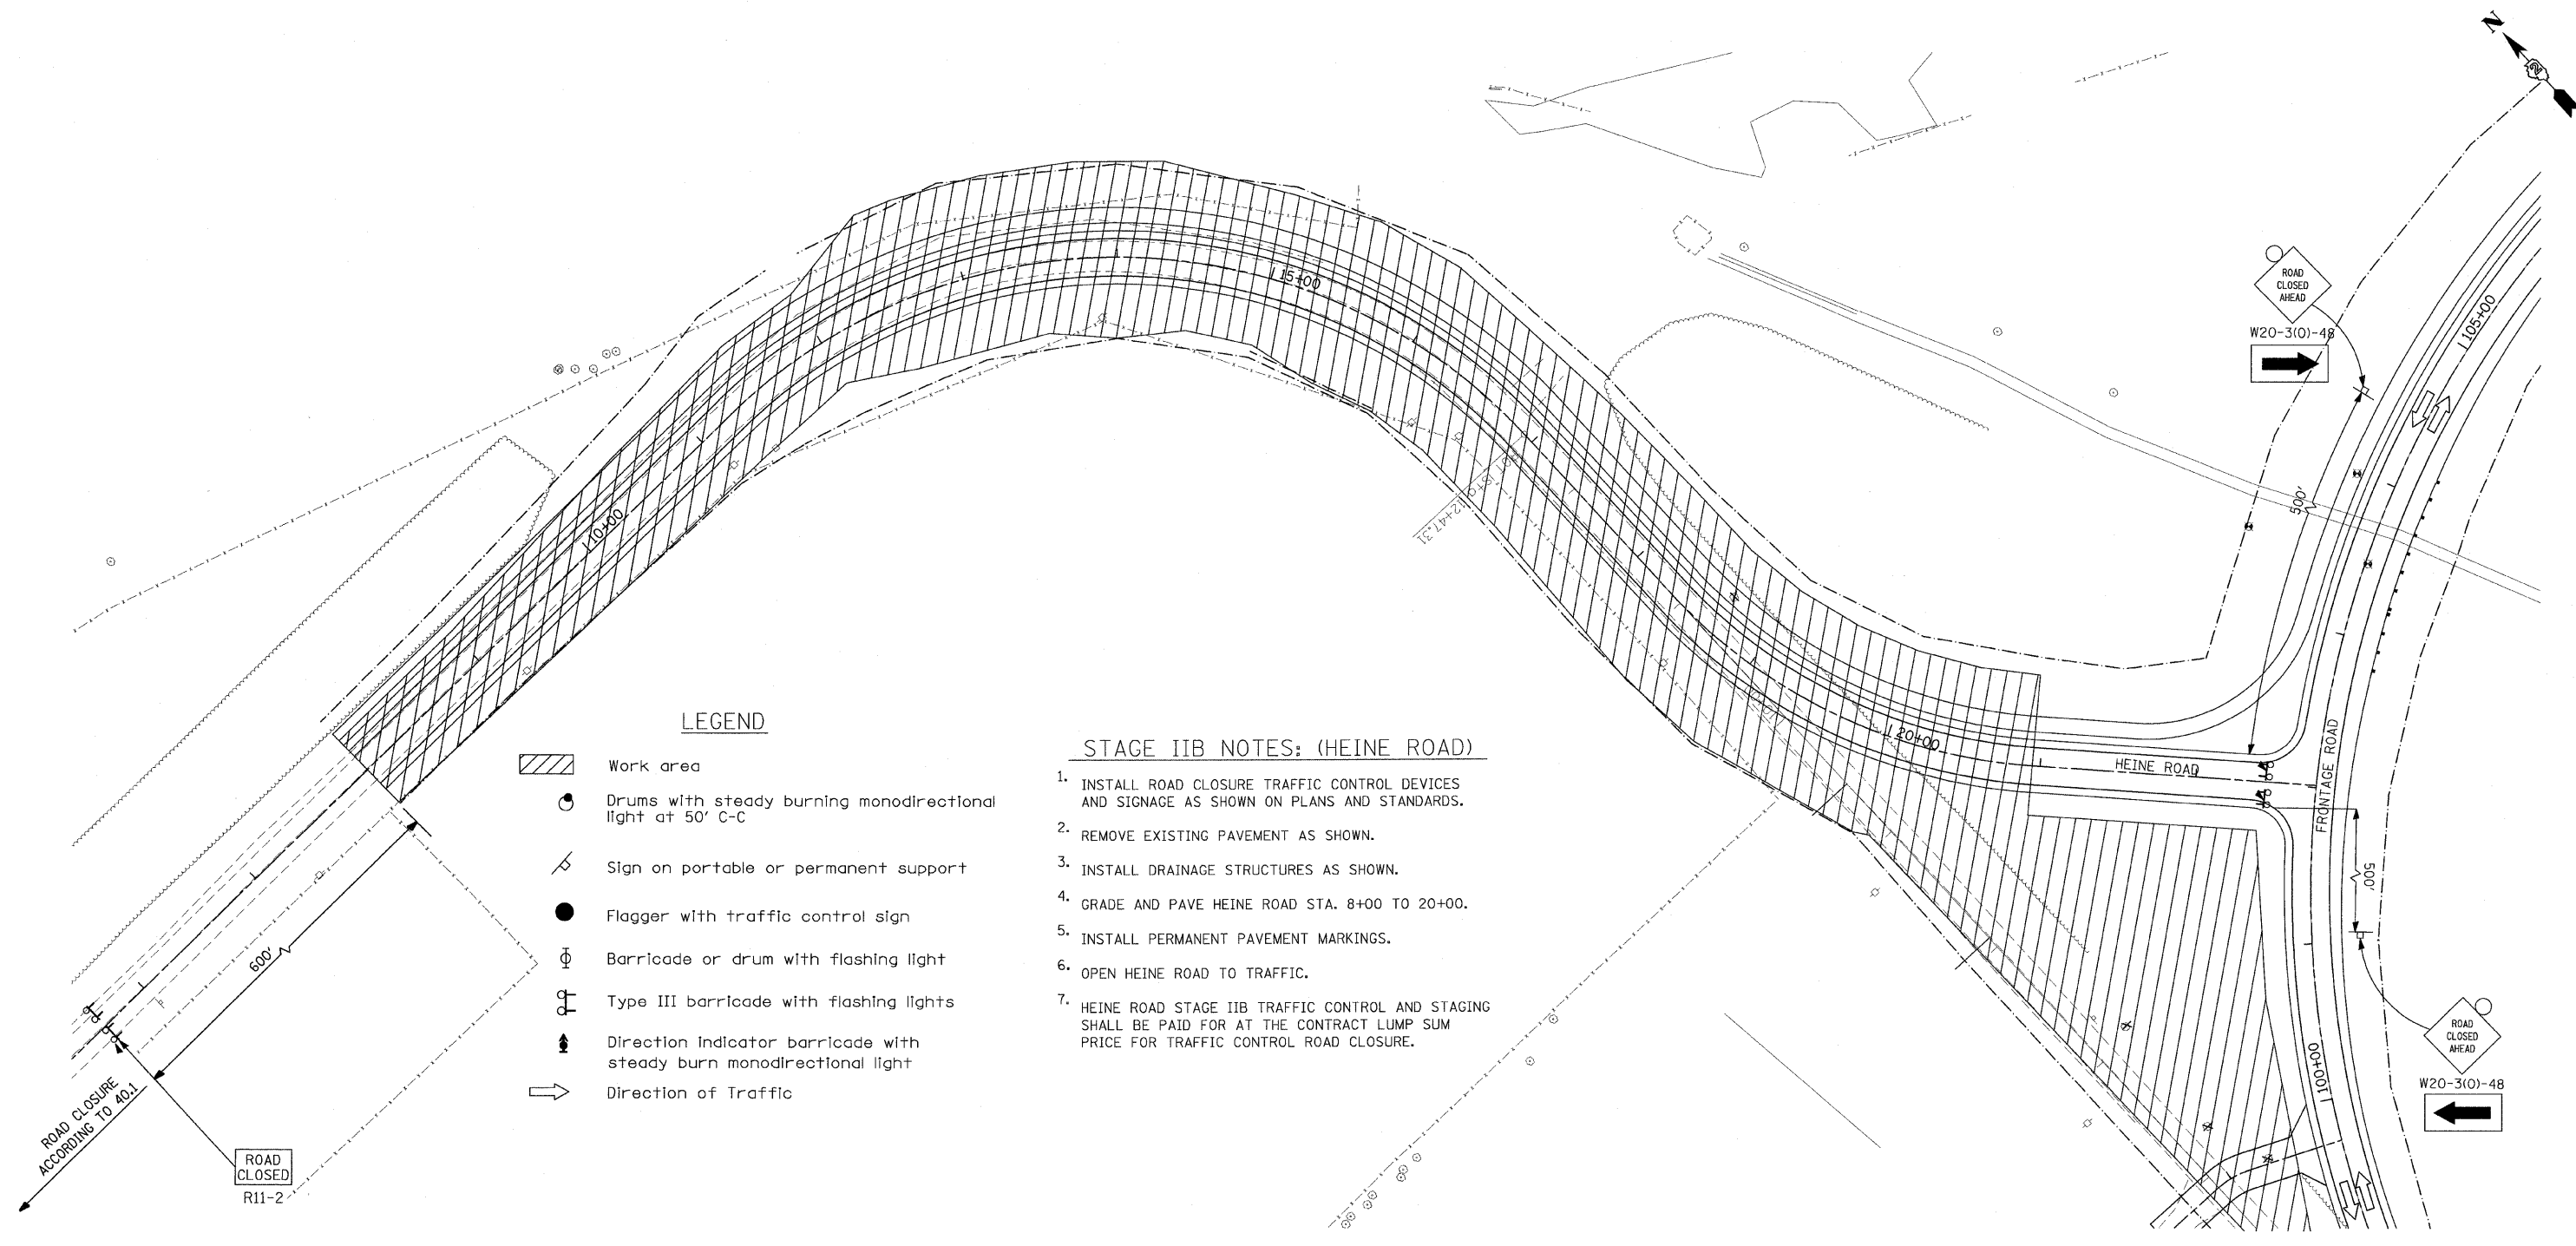 N
2
ROAD
CLOSED
AHEAD
W20-3(O)-48
105+00
15+00
500'
10+00
12+47.31
LEGEND
Work area
Drums with steady burning monodirectional
light at 50' C-C
Sign on portable or permanent support
Flagger with traffic control sign
Barricade or drum with flashing light
Type III barricade with flashing lights
Direction indicator barricade with
steady burn monodirectional light
Direction of Traffic
STAGE IIB NOTES: (HEINE ROAD)
1. INSTALL ROAD CLOSURE TRAFFIC CONTROL DEVICES
AND SIGNAGE AS SHOWN ON PLANS AND STANDARDS.
2. REMOVE EXISTING PAVEMENT AS SHOWN.
3. INSTALL DRAINAGE STRUCTURES AS SHOWN.
4. GRADE AND PAVE HEINE ROAD STA. 8+00 TO 20+00.
5. INSTALL PERMANENT PAVEMENT MARKINGS.
6. OPEN HEINE ROAD TO TRAFFIC.
7. HEINE ROAD STAGE IIB TRAFFIC CONTROL AND STAGING
SHALL BE PAID FOR AT THE CONTRACT LUMP SUM
PRICE FOR TRAFFIC CONTROL ROAD CLOSURE.
20+00
HEINE ROAD
FRONTAGE ROAD
500'
600'
ROAD CLOSURE
ACCORDING TO 40.1
ROAD
CLOSED
R11-2
100+00
ROAD
CLOSED
AHEAD
W20-3(O)-48